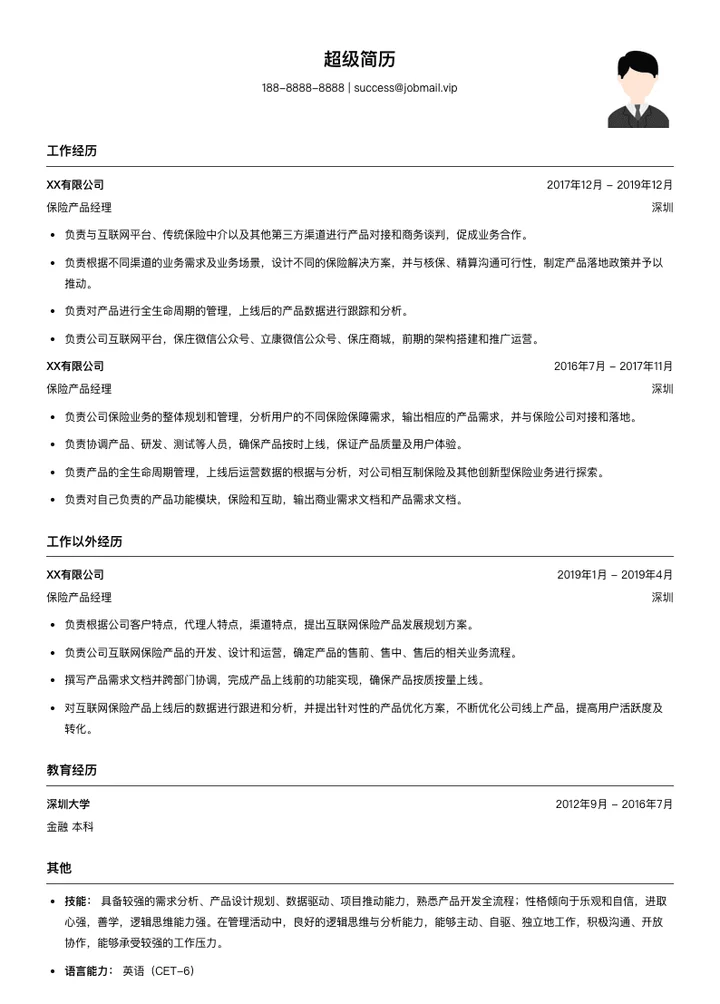 超级简历
188-8888-8888 | success@jobmail.vip
工作经历
XX有限公司 2017年12月 – 2019年12月
保险产品经理 深圳
• 负责与互联网平台、传统保险中介以及其他第三方渠道进行产品对接和商务谈判，促成业务合作。
• 负责根据不同渠道的业务需求及业务场景，设计不同的保险解决方案，并与核保、精算沟通可行性，制定产品落地政策并予以
推动。
• 负责对产品进行全生命周期的管理，上线后的产品数据进行跟踪和分析。
• 负责公司互联网平台，保庄微信公众号、立康微信公众号、保庄商城，前期的架构搭建和推广运营。
XX有限公司 2016年7月 – 2017年11月
保险产品经理 深圳
• 负责公司保险业务的整体规划和管理，分析用户的不同保险保障需求，输出相应的产品需求，并与保险公司对接和落地。
• 负责协调产品、研发、测试等人员，确保产品按时上线，保证产品质量及用户体验。
• 负责产品的全生命周期管理，上线后运营数据的根据与分析，对公司相互制保险及其他创新型保险业务进行探索。
• 负责对自己负责的产品功能模块，保险和互助，输出商业需求文档和产品需求文档。
工作以外经历
XX有限公司 2019年1月 – 2019年4月
保险产品经理 深圳
• 负责根据公司客户特点，代理人特点，渠道特点，提出互联网保险产品发展规划方案。
• 负责公司互联网保险产品的开发、设计和运营，确定产品的售前、售中、售后的相关业务流程。
• 撰写产品需求文档并跨部门协调，完成产品上线前的功能实现，确保产品按质按量上线。
• 对互联网保险产品上线后的数据进行跟进和分析，并提出针对性的产品优化方案，不断优化公司线上产品，提高用户活跃度及
转化。
教育经历
深圳大学 2012年9月 – 2016年7月
金融 本科
其他
• 技能： 具备较强的需求分析、产品设计规划、数据驱动、项目推动能力，熟悉产品开发全流程；性格倾向于乐观和自信，进取
心强，善学，逻辑思维能力强。在管理活动中，良好的逻辑思维与分析能力，能够主动、自驱、独立地工作，积极沟通、开放
协作，能够承受较强的工作压力。
• 语言能力： 英语（CET-6）